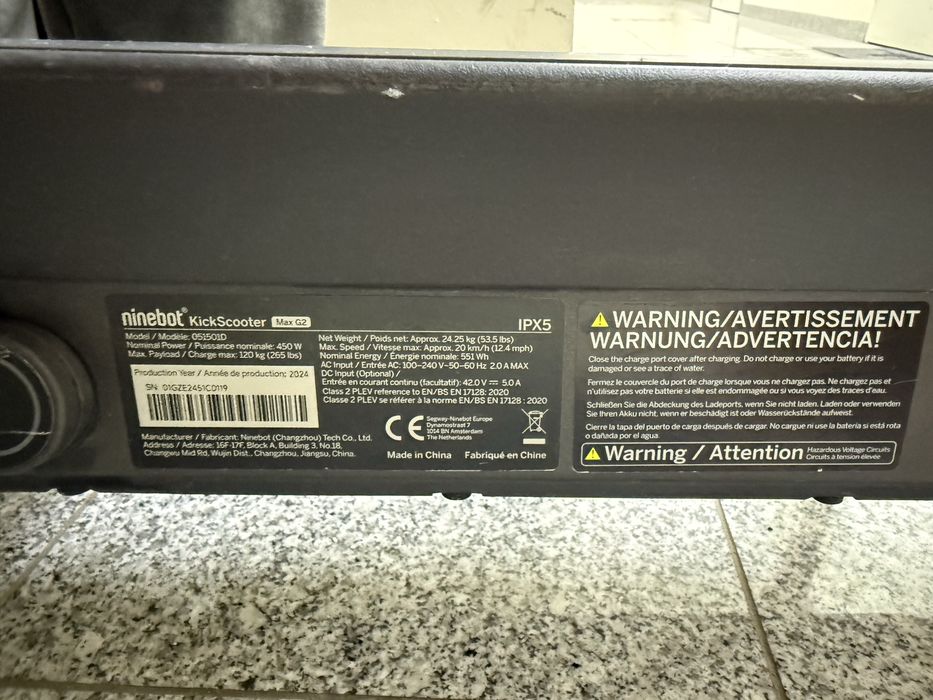 ninebot® KickScooter Max G2 IPX5
Model / Modèle: 051501D
Nominal Power / Puissance nominale: 450 W
Max. Payload / Charge max: 120 kg (265 lbs)
Production Year / Année de production: 2024
SN: 01GZE2451C0119
Manufacturer / Fabricant: Ninebot (Changzhou) Tech Co., Ltd.
Address / Adresse: 16F-17F, Block A, Building 3, No.18,
Changwu Mid Rd, Wujin Dist., Changzhou, Jiangsu, China.
Net Weight / Poids net: Approx. 24.25 kg (53.5 lbs)
Max. Speed / Vitesse max: Approx. 20 km/h (12.4 mph)
Nominal Energy / Énergie nominale: 551 Wh
AC Input / Entrée AC: 100-240 V~50-60 Hz 2.0 A MAX
DC Input (Optional) /
Entrée en courant continu (facultatif): 42.0 V ⎓ 5.0 A
Class 2 PLEV reference to EN/BS EN 17128: 2020
Classe 2 PLEV se référer à la norme EN/BS EN 17128 : 2020
CE
Segway-Ninebot Europe
Dynamostraat 7
1014 BN Amsterdam
The Netherlands
Made in China Fabriqué en Chine
WARNING/AVERTISSEMENT
WARNUNG/ADVERTENCIA!
Close the charge port cover after charging. Do not charge or use your battery if it is
damaged or see a trace of water.
Fermez le couvercle du port de charge lorsque vous ne chargez pas. Ne chargez pas et
n'utilisez pas votre batterie si elle est endommagée ou si vous voyez des traces d'eau.
Schließen Sie die Abdeckung des Ladeports, wenn Sie nicht laden. Laden oder verwenden
Sie Ihren Akku nicht, wenn er beschädigt ist oder Wasserrückstände aufweist.
Cierre la tapa del puerto de carga después de cargar. No cargue ni use la batería si está rota
o dañada por el agua.
Warning / Attention Hazardous Voltage Circuits
Circuits à tension élevée